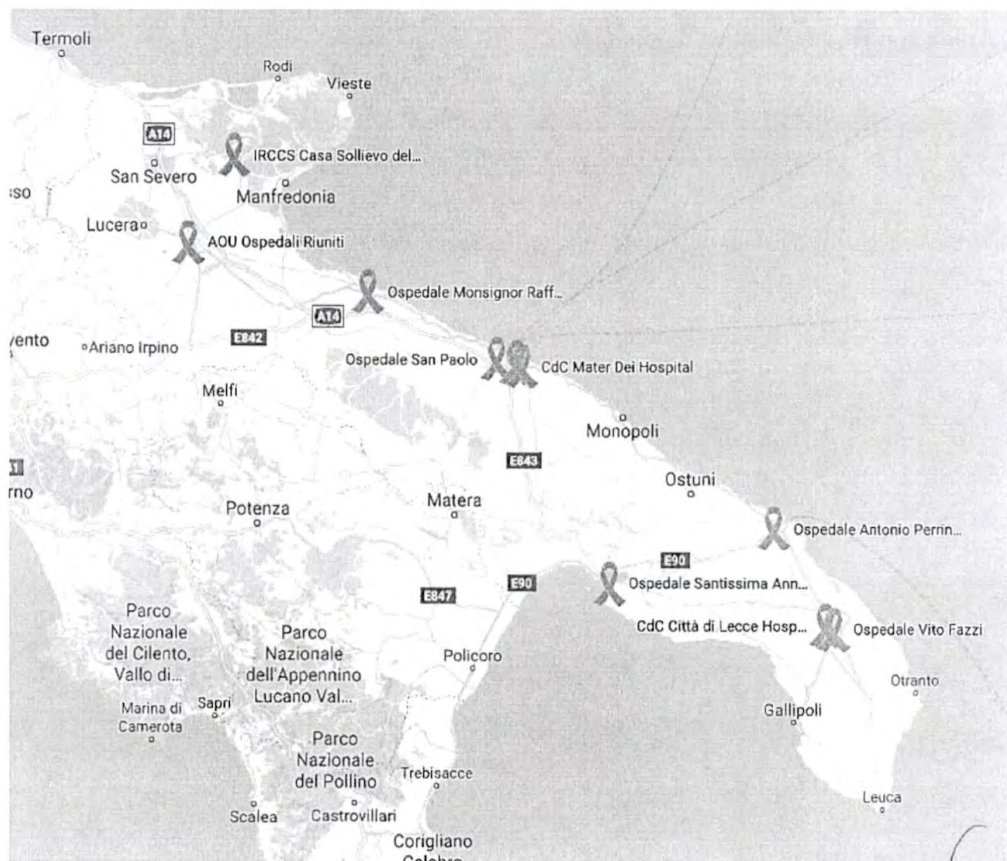 Termoli
Rodi
Vieste
A14
IRCCS Casa Sollievo del...
San Severo
Manfredonia
sso
Lucera
AOU Ospedali Riuniti
Ospedale Monsignor Raff...
A14
E842
vento
Ariano Irpino
Ospedale San Paolo
CdC Mater Dei Hospital
Melfi
Monopoli
E843
rno
Ostuni
Matera
Potenza
Ospedale Antonio Perrin...
E90
E90
Ospedale Santissima Ann...
E847
Parco
Nazionale
del Cilento,
Vallo di...
Parco
Nazionale
dell'Appennino
Lucano Val...
CdC Città di Lecce Hosp...
Ospedale Vito Fazzi
Policoro
Otranto
Marina di
Camerota
Sapri
Gallipoli
Parco
Nazionale
del Pollino
Trebisacce
Leuca
Scalea
Castrovillari
Corigliano
Calabro